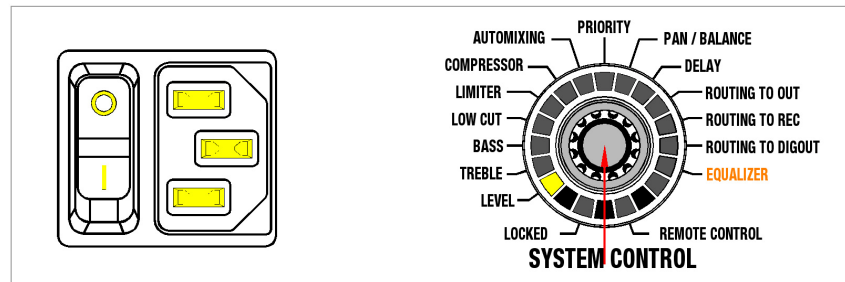 PRIORITY
AUTOMIXING
PAN / BALANCE
COMPRESSOR
DELAY
LIMITER
ROUTING TO OUT
LOW CUT
ROUTING TO REC
BASS
ROUTING TO DIGOUT
TREBLE
EQUALIZER
LEVEL
LOCKED
REMOTE CONTROL
SYSTEM CONTROL